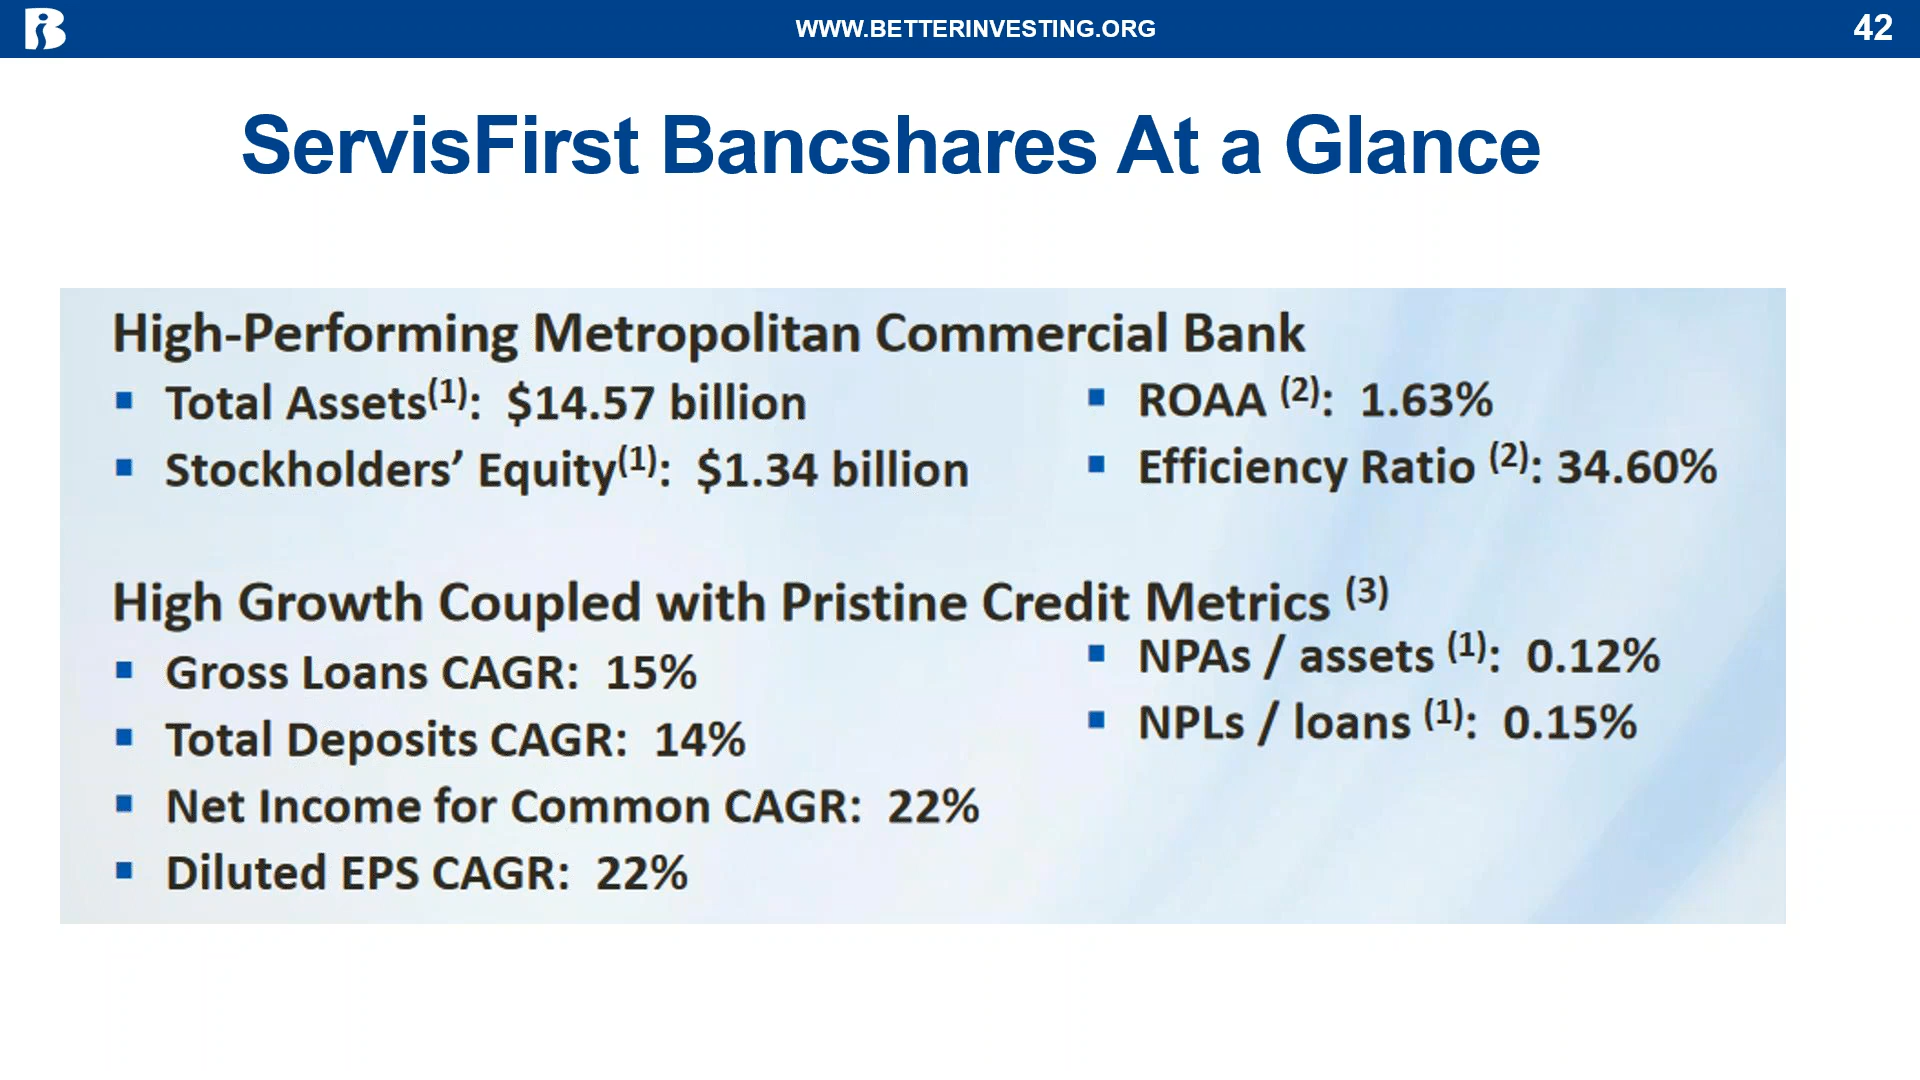 WWW.BETTERINVESTING.ORG
42
ServisFirst Bancshares At a Glance
High-Performing Metropolitan Commercial Bank
▪ Total Assets(1): $14.57 billion
▪ Stockholders’ Equity(1): $1.34 billion
▪ ROAA (2): 1.63%
▪ Efficiency Ratio (2): 34.60%
High Growth Coupled with Pristine Credit Metrics (3)
▪ Gross Loans CAGR: 15%
▪ Total Deposits CAGR: 14%
▪ Net Income for Common CAGR: 22%
▪ Diluted EPS CAGR: 22%
▪ NPAs / assets (1): 0.12%
▪ NPLs / loans (1): 0.15%